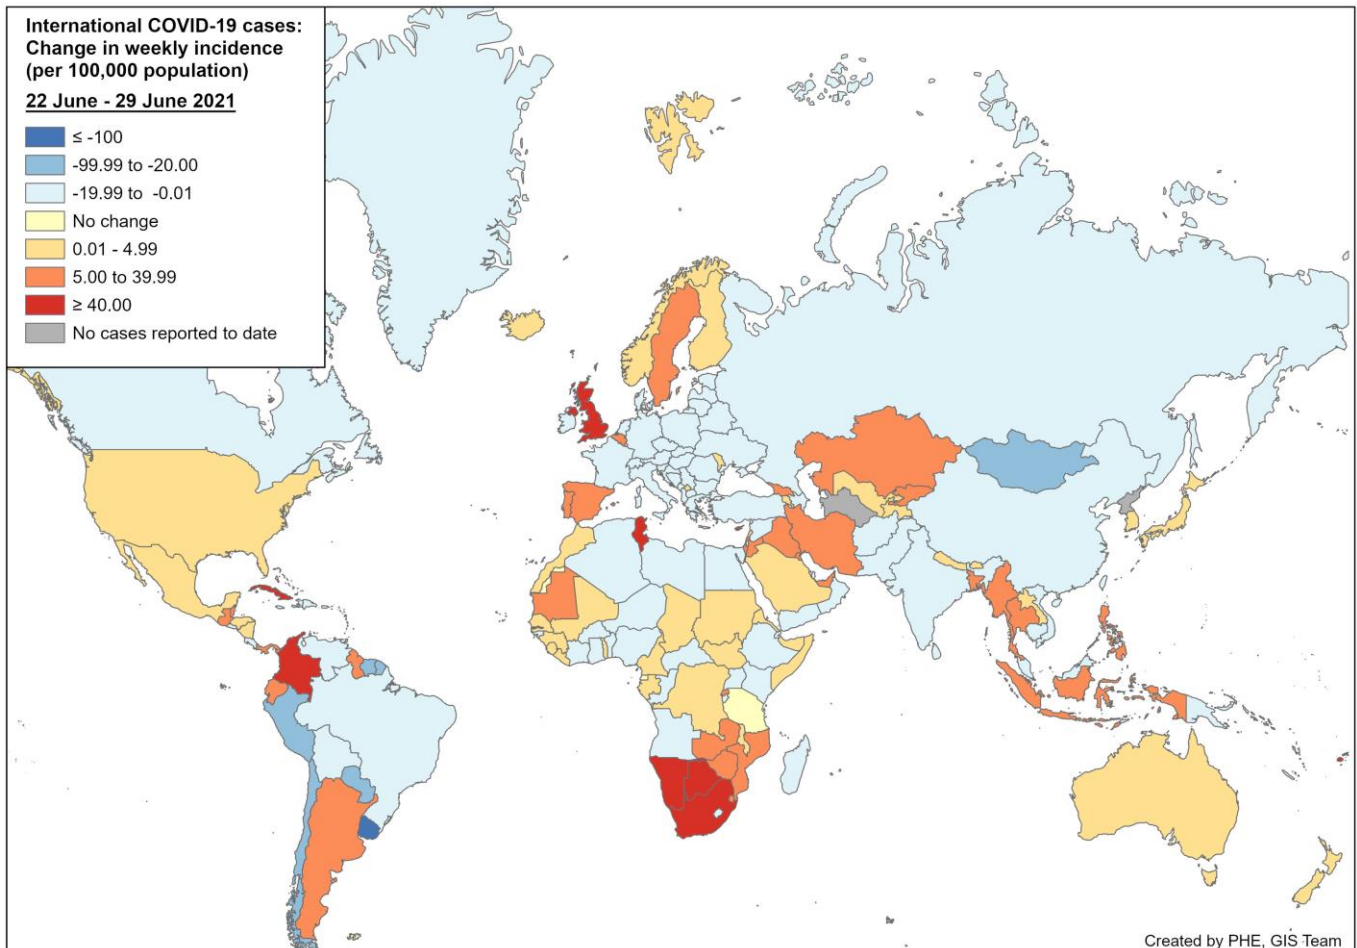 International COVID-19 cases:
Change in weekly incidence
(per 100,000 population)
22 June - 29 June 2021
≤ -100
-99.99 to -20.00
-19.99 to -0.01
No change
0.01 - 4.99
5.00 to 39.99
≥ 40.00
No cases reported to date
Created by PHE, GIS Team